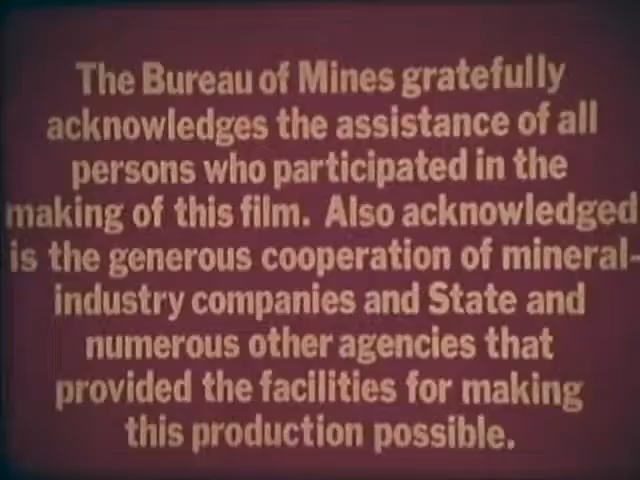 The Bureau of Mines gratefully
acknowledges the assistance of all
persons who participated in the
making of this film. Also acknowledged
is the generous cooperation of mineral-
industry companies and State and
numerous other agencies that
provided the facilities for making
this production possible.